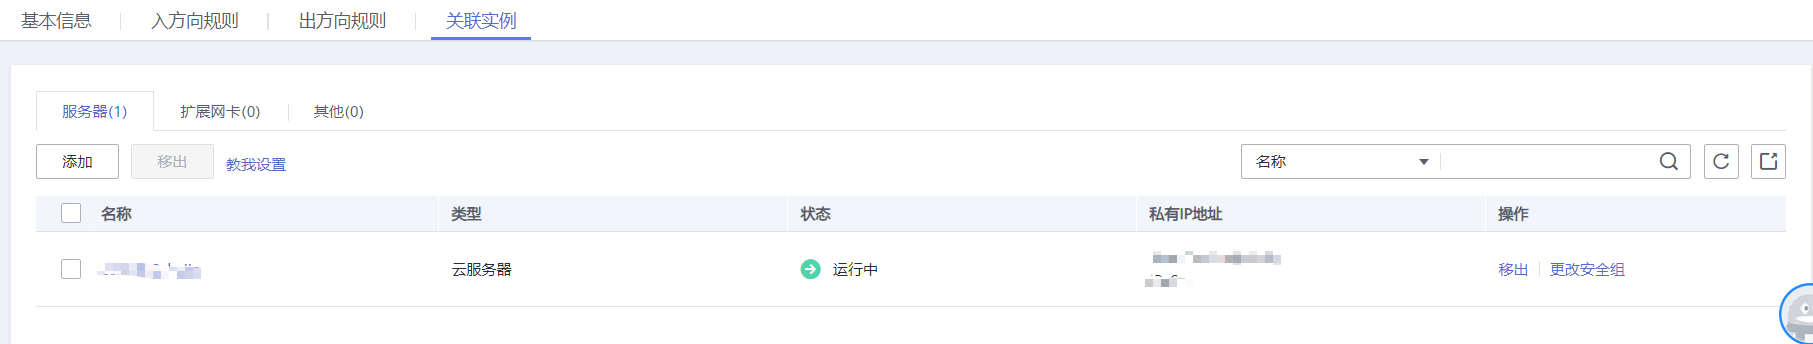 基本信息 入方向规则 出方向规则 关联实例
服务器(1) 扩展网卡(0) 其他(0)
添加 移出 教我设置 名称
名称 类型 状态 私有IP地址 操作
云服务器 运行中 移出 更改安全组